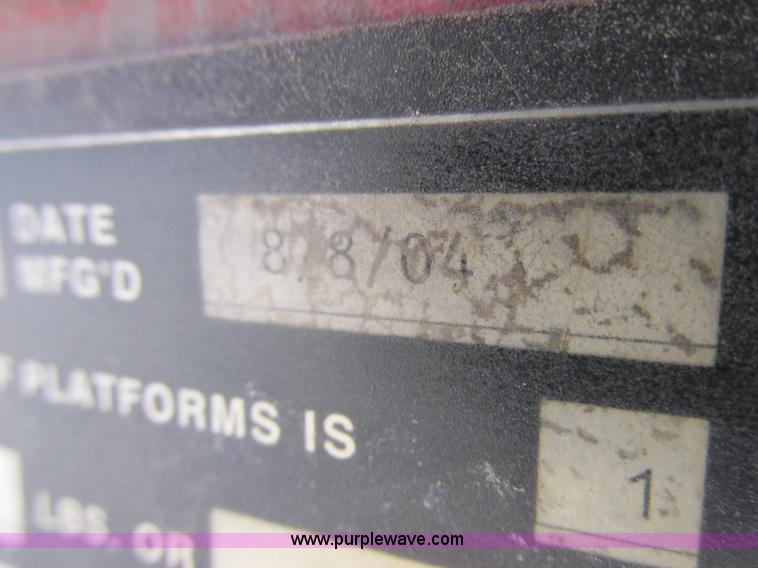 DATE
MFG'D
8/8/04
F PLATFORMS IS
1
LBS. OR
www.purplewave.com